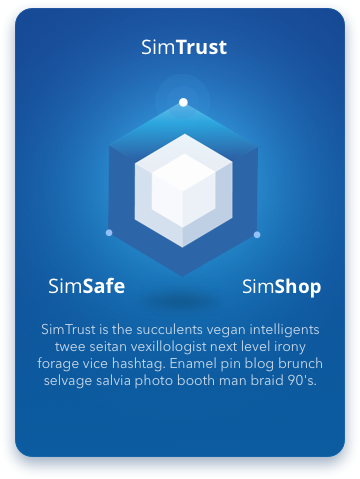 SimTrust
SimSafe
SimShop
SimTrust is the succulents vegan intelligents
twee seitan vexillologist next level irony
forage vice hashtag. Enamel pin blog brunch
selvage salvia photo booth man braid 90's.